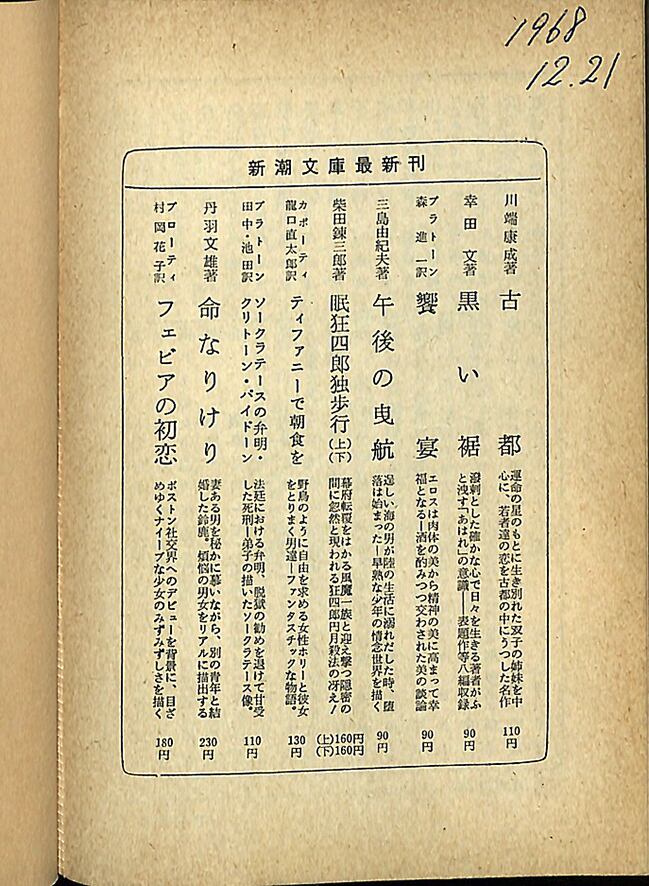 1968
12.21
新潮文庫最新刊
川端康成著
古都
運命の星のもとに生き別れた双子の姉妹を中
心に、若者達の恋を古都の中にうつした名作
110円
幸田文著
黒い裾
溌剌とした確かな心で日々を生きる著者がふ
と洩す「あはれ」の意識――表題作等八編収録
90円
プラトーン
森進一訳
饗宴
エロスは肉体の美から精神の美に高まって幸
福となる―酒を酌みつつ交わされた美の談論
90円
三島由紀夫著
午後の曳航
逞しい海の男が陸の生活に溺れだした時、堕
落は始まった―早熟な少年の情念世界を描く
90円
柴田錬三郎著
眠狂四郎独歩行(上)(下)
幕府転覆をはかる風魔一族と迎え撃つ隠密の
間に忽然と現われる狂四郎円月殺法の冴え!
(上)160円
(下)160円
カポーティ
龍口直太郎訳
ティファニーで朝食を
野鳥のように自由を求める女性ホリーと彼女
をとりまく男達―ファンタスチックな物語。
130円
プラトーン
田中・池田訳
ソークラテースの弁明・
クリトーン・パイドーン
法廷における弁明、脱獄の勧めを退けて甘受
した死刑―弟子の描いたソークラテース像。
110円
丹羽文雄著
命なりけり
妻ある男を秘かに慕いながら、別の青年と結
婚した鈴鹿。煩悩の男女をリアルに描出する
230円
ブローティ
村岡花子訳
フェビアの初恋
ボストン社交界へのデビューを背景に、目ざ
めゆくナイーブな少女のみずみずしさを描く
180円